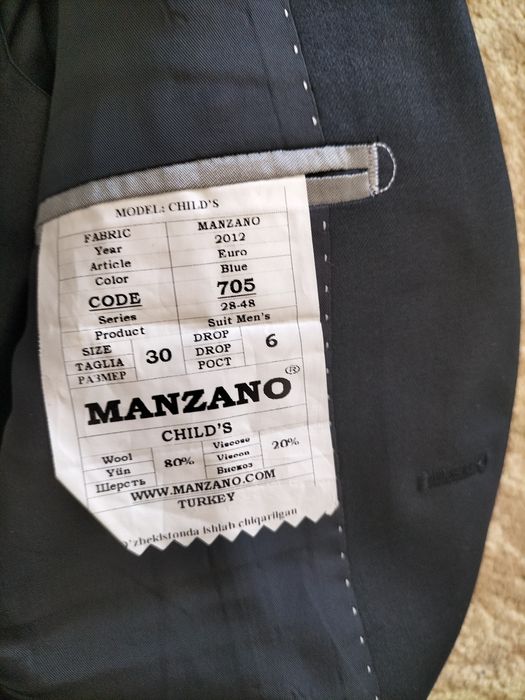 MODEL: CHILD'S
FABRIC MANZANO
Year 2012
Article Euro
Color Blue
CODE 705
Series 28-48
Product Suit Men's
SIZE 30 DROP 6
TAGLIA DROP
РАЗМЕР РОСТ
MANZANO ®
CHILD'S
Wool 80% Viscose 20%
Yün Viscon
Шерсть Вискоз
WWW.MANZANO.COM
TURKEY
O'zbekistonda ishlab chiqarilgan